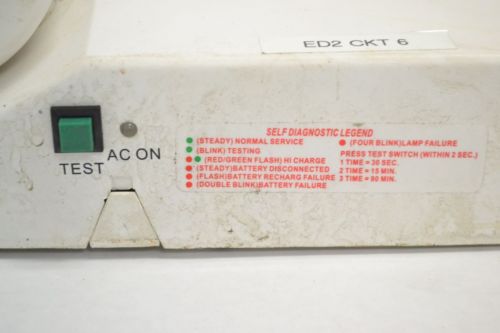 ED2 CKT 6
TEST
AC ON
SELF DIAGNOSTIC LEGEND
(STEADY) NORMAL SERVICE
(BLINK) TESTING
(RED/GREEN FLASH) HI CHARGE
(STEADY)BATTERY DISCONNECTED
(FLASH)BATTERY RECHARG FAILURE
(DOUBLE BLINK)BATTERY FAILURE
(FOUR BLINK)LAMP FAILURE
PRESS TEST SWITCH (WITHIN 2 SEC.)
1 TIME = 30 SEC.
2 TIME = 15 MIN.
3 TIME = 90 MIN.